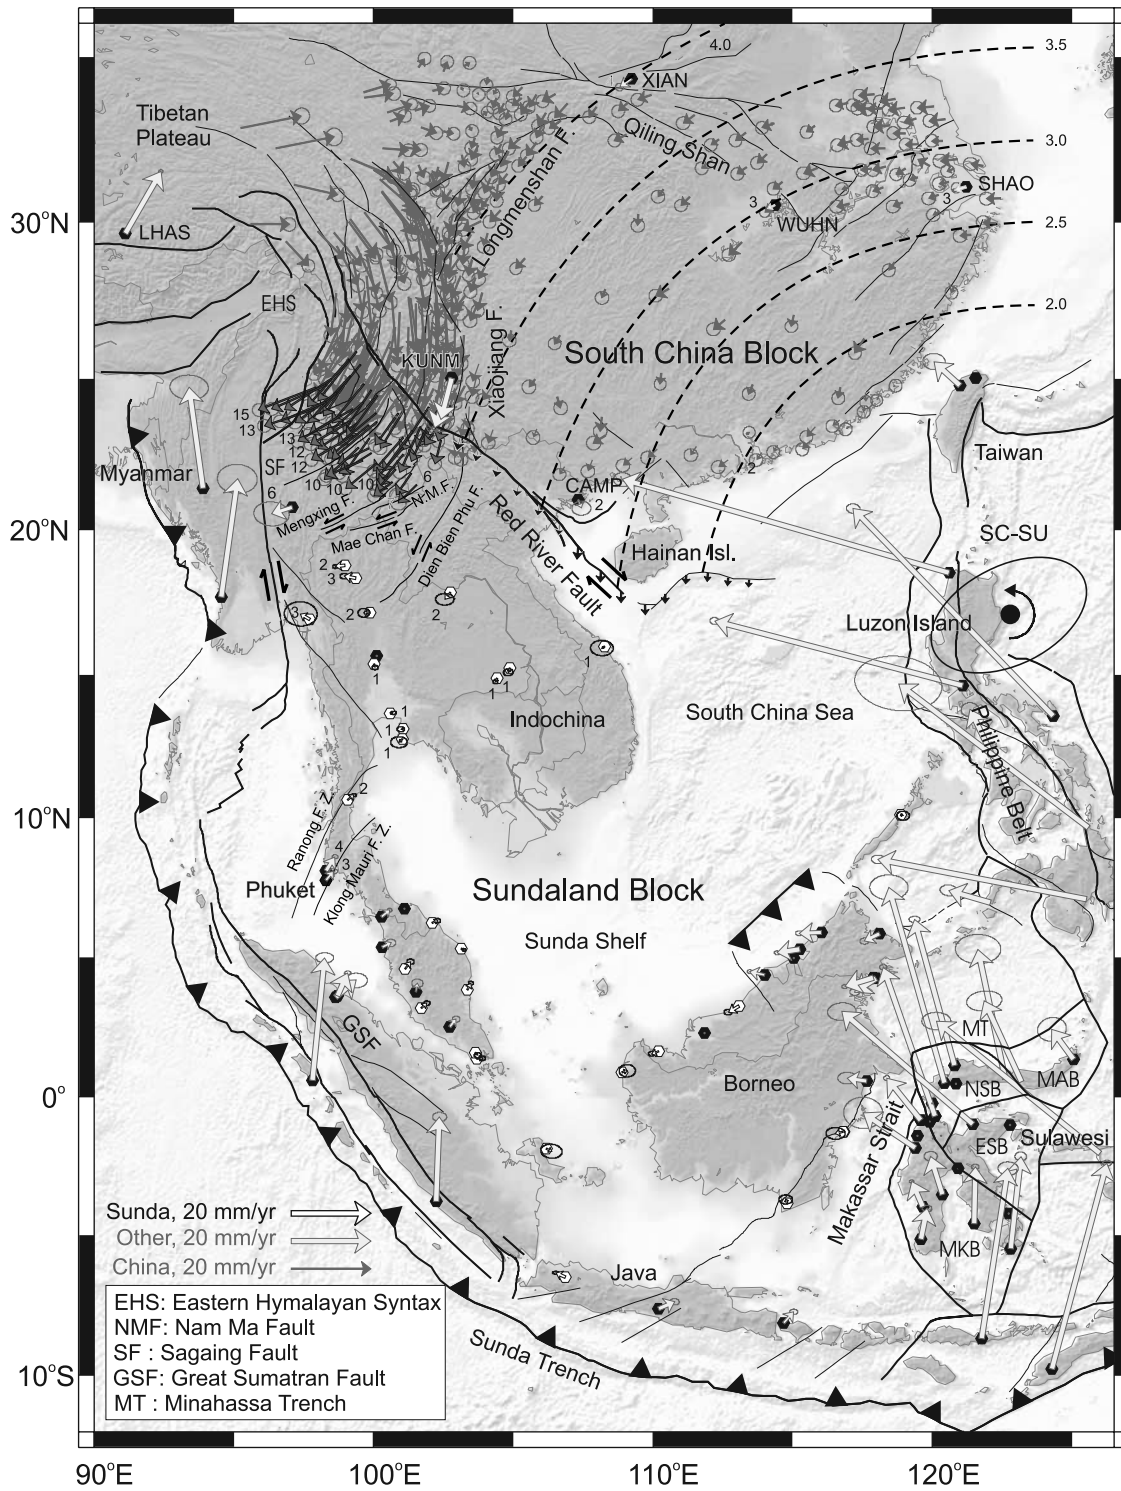 4.0
3.5
XIAN
Tibetan
Plateau
Qiling Shan
3.0
Longmenshan F.
SHAO
3
3
WUHN
30°N
LHAS
2.5
EHS
2.0
Xiaojiang F.
South China Block
KUNM
15
13
13
12
12
10
10
10
SF
6
6
2
Myanmar
Taiwan
CAMP
2
N.M.F.
Mengxing F.
Mae Chan F.
Dien Bien Phu F.
Red River Fault
20°N
SC-SU
Hainan Isl.
2
3
3
2
2
Luzon Island
1
1
1
1
Indochina
South China Sea
1
1
1
Philippine Belt
2
10°N
Ranong F. Z.
4
3
Klong Mauri F. Z.
Phuket
Sundaland Block
Sunda Shelf
GSF
MT
Borneo
NSB
MAB
0°
Makassar Strait
ESB
Sulawesi
MKB
Sunda, 20 mm/yr
Other, 20 mm/yr
China, 20 mm/yr
Java
EHS: Eastern Hymalayan Syntax
NMF: Nam Ma Fault
SF : Sagaing Fault
GSF: Great Sumatran Fault
MT : Minahassa Trench
Sunda Trench
10°S
90°E
100°E
110°E
120°E